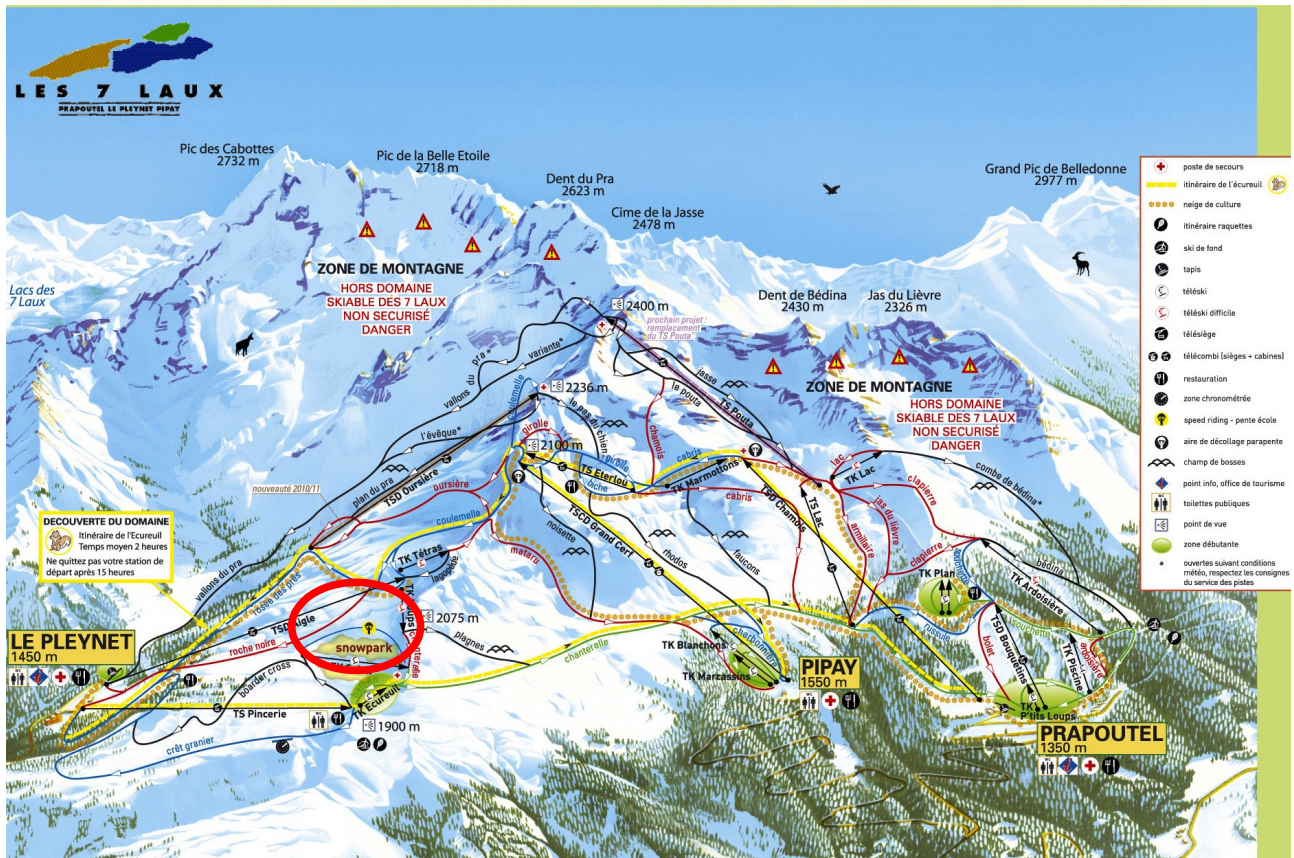 LES 7 LAUX
PRAPOUTEL LE PLEYNET PIPAY
Pic des Cabottes
2732 m
Pic de la Belle Etoile
2718 m
Dent du Pra
2623 m
Cime de la Jasse
2478 m
Grand Pic de Belledonne
2977 m
Lacs des
7 Laux
ZONE DE MONTAGNE
HORS DOMAINE
SKIABLE DES 7 LAUX
NON SECURISÉ
DANGER
2400 m
prochain projet :
remplacement
du TS Pouta
Dent de Bédina
2430 m
Jas du Lièvre
2326 m
ZONE DE MONTAGNE
HORS DOMAINE
SKIABLE DES 7 LAUX
NON SECURISÉ
DANGER
vallons du pra *
variante*
coulemelle
2236 m
le pas du chien
jasse
le pouta
TS Pouta
chamois
l'évêque*
girolle
2100 m
girolle
biche
TS Eterlou
cabris
TK Marmottons
cabris
lac
TK Lac
combe de bédina*
clapierre
nouveauté 2010/11
plan du pra
TSD Oursière
oursière
coulemelle
TSCD Grand Cerf
TSD Chamois
TS Lac
jas du lièvre
armillaire
clapierre
noisette
mataru
rhodos
faucons
DECOUVERTE DU DOMAINE
Itinéraire de l'Ecureuil
Temps moyen 2 heures
Ne quittez pas votre station de
départ après 15 heures
TK Tétras
lagopède
vallons du pra
TSD Aigle
roche noire
2075 m
snowpark
plagnes
chanterelle
boarder cross
TK Ecureuil
TS Pincerie
1900 m
crêt granier
LE PLEYNET
1450 m
charbonnière
TK Blanchons
TK Marcassins
PIPAY
1550 m
TK Plan
bédina
TK Ardoisière
russule
TSD Bouquetins
boler
TK Piscine
ardoisière
TK
P'tits Loups
PRAPOUTEL
1350 m
poste de secours
itinéraire de l'écureuil
neige de culture
itinéraire raquettes
ski de fond
tapis
téléski
téléski difficile
télésiège
télécombi (sièges + cabines)
restauration
zone chronométrée
speed riding - pente école
aire de décollage parapente
champ de bosses
point info, office de tourisme
toilettes publiques
point de vue
zone débutante
* ouvertes suivant conditions
météo, respectez les consignes
du service des pistes